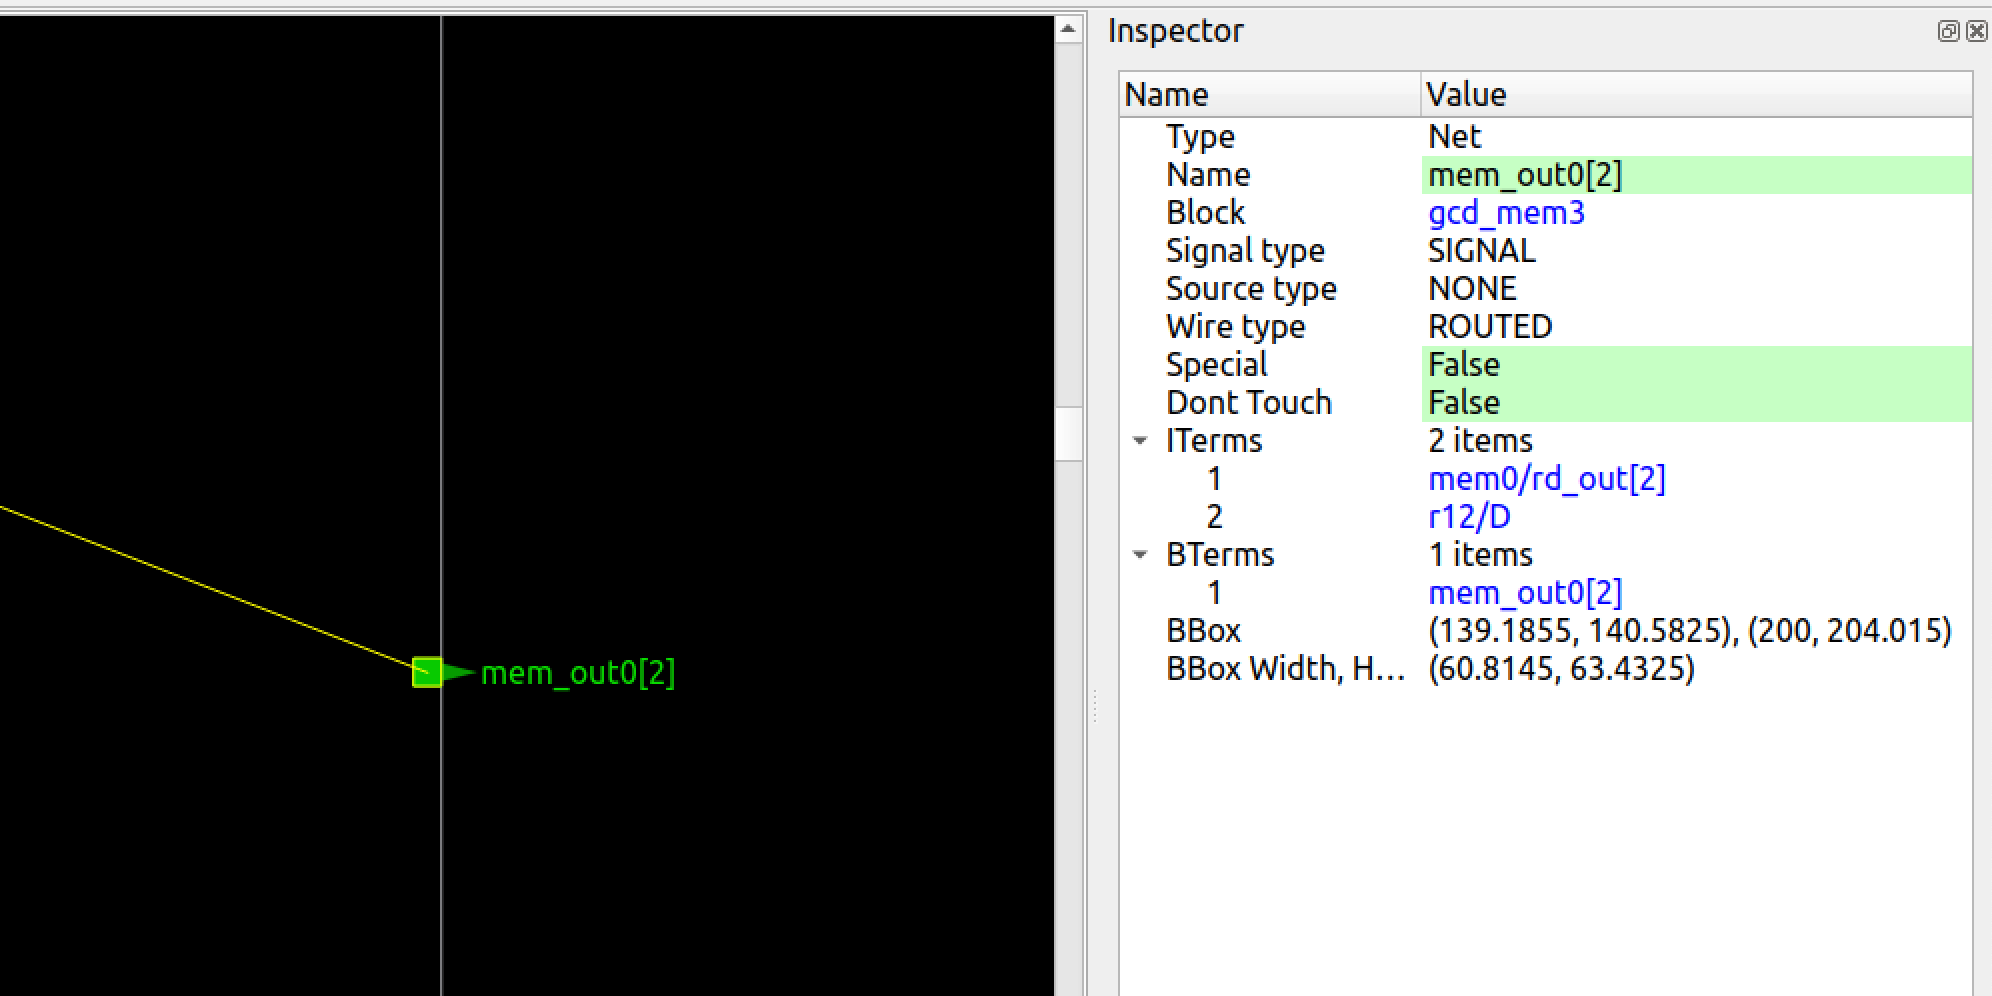 Inspector
Name Value
Type Net
Name mem_out0[2]
Block gcd_mem3
Signal type SIGNAL
Source type NONE
Wire type ROUTED
Special False
Dont Touch False
ITerms 2 items
1 mem0/rd_out[2]
2 r12/D
BTerms 1 items
1 mem_out0[2]
BBox (139.1855, 140.5825), (200, 204.015)
BBox Width, H... (60.8145, 63.4325)
mem_out0[2]